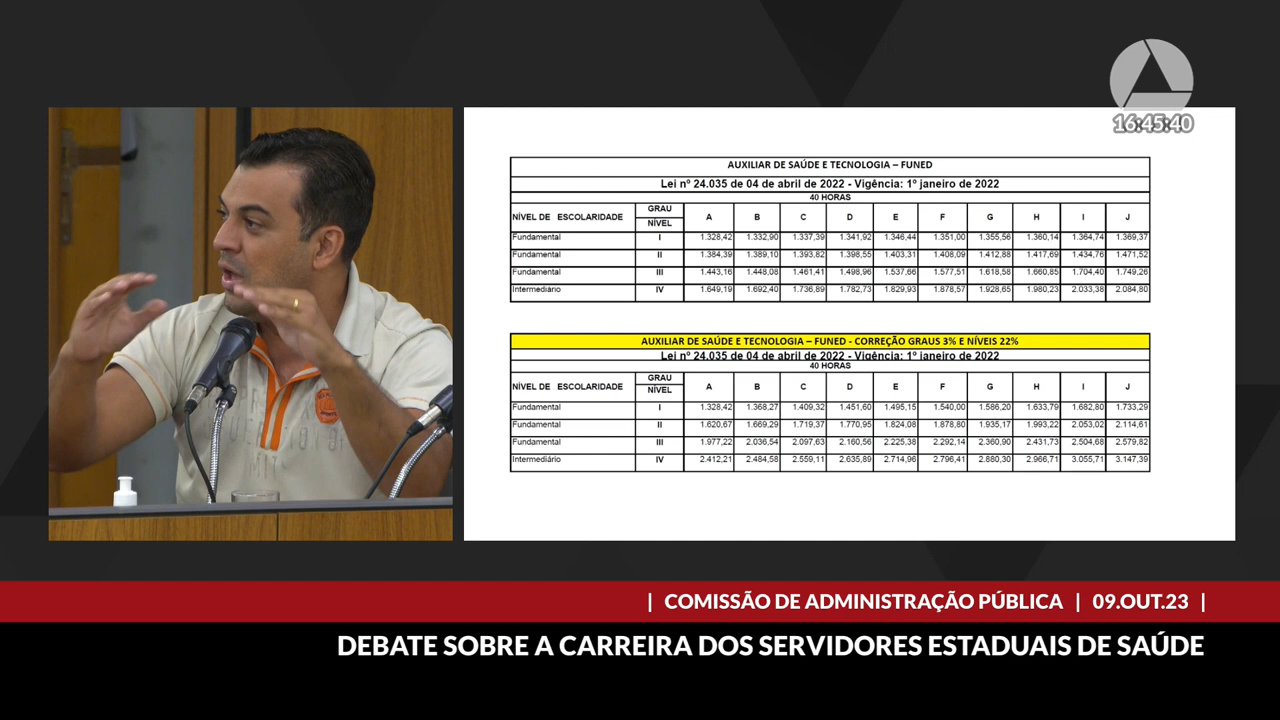 16:45:40
AUXILIAR DE SAÚDE E TECNOLOGIA – FUNED
Lei nº 24.035 de 04 de abril de 2022 - Vigência: 1º janeiro de 2022
40 HORAS
NÍVEL DE ESCOLARIDADE GRAU A B C D E F G H I J
NÍVEL
Fundamental I 1.328,42 1.332,90 1.337,39 1.341,92 1.346,44 1.351,00 1.355,56 1.360,14 1.364,74 1.369,37
Fundamental II 1.384,39 1.389,10 1.393,82 1.398,55 1.403,31 1.408,09 1.412,88 1.417,69 1.434,76 1.471,52
Fundamental III 1.443,16 1.448,08 1.461,41 1.498,96 1.537,66 1.577,51 1.618,58 1.660,85 1.704,40 1.749,26
Intermediário IV 1.649,19 1.692,40 1.736,89 1.782,73 1.829,93 1.878,57 1.928,65 1.980,23 2.033,38 2.084,80
AUXILIAR DE SAÚDE E TECNOLOGIA – FUNED - CORREÇÃO GRAUS 3% E NÍVEIS 22%
Lei nº 24.035 de 04 de abril de 2022 - Vigência: 1º janeiro de 2022
40 HORAS
NÍVEL DE ESCOLARIDADE GRAU A B C D E F G H I J
NÍVEL
Fundamental I 1.328,42 1.368,27 1.409,32 1.451,60 1.495,15 1.540,00 1.586,20 1.633,79 1.682,80 1.733,29
Fundamental II 1.620,67 1.669,29 1.719,37 1.770,95 1.824,08 1.878,80 1.935,17 1.993,22 2.053,02 2.114,61
Fundamental III 1.977,22 2.036,54 2.097,63 2.160,56 2.225,38 2.292,14 2.360,90 2.431,73 2.504,68 2.579,82
Intermediário IV 2.412,21 2.484,58 2.559,11 2.635,89 2.714,96 2.796,41 2.880,30 2.966,71 3.055,71 3.147,39
| COMISSÃO DE ADMINISTRAÇÃO PÚBLICA | 09.OUT.23 |
DEBATE SOBRE A CARREIRA DOS SERVIDORES ESTADUAIS DE SAÚDE